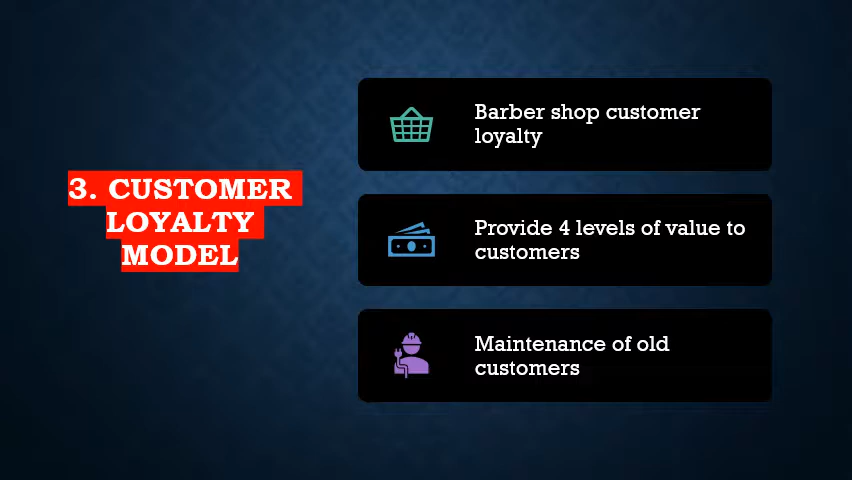 3. CUSTOMER
LOYALTY
MODEL
Barber shop customer
loyalty
Provide 4 levels of value to
customers
Maintenance of old
customers